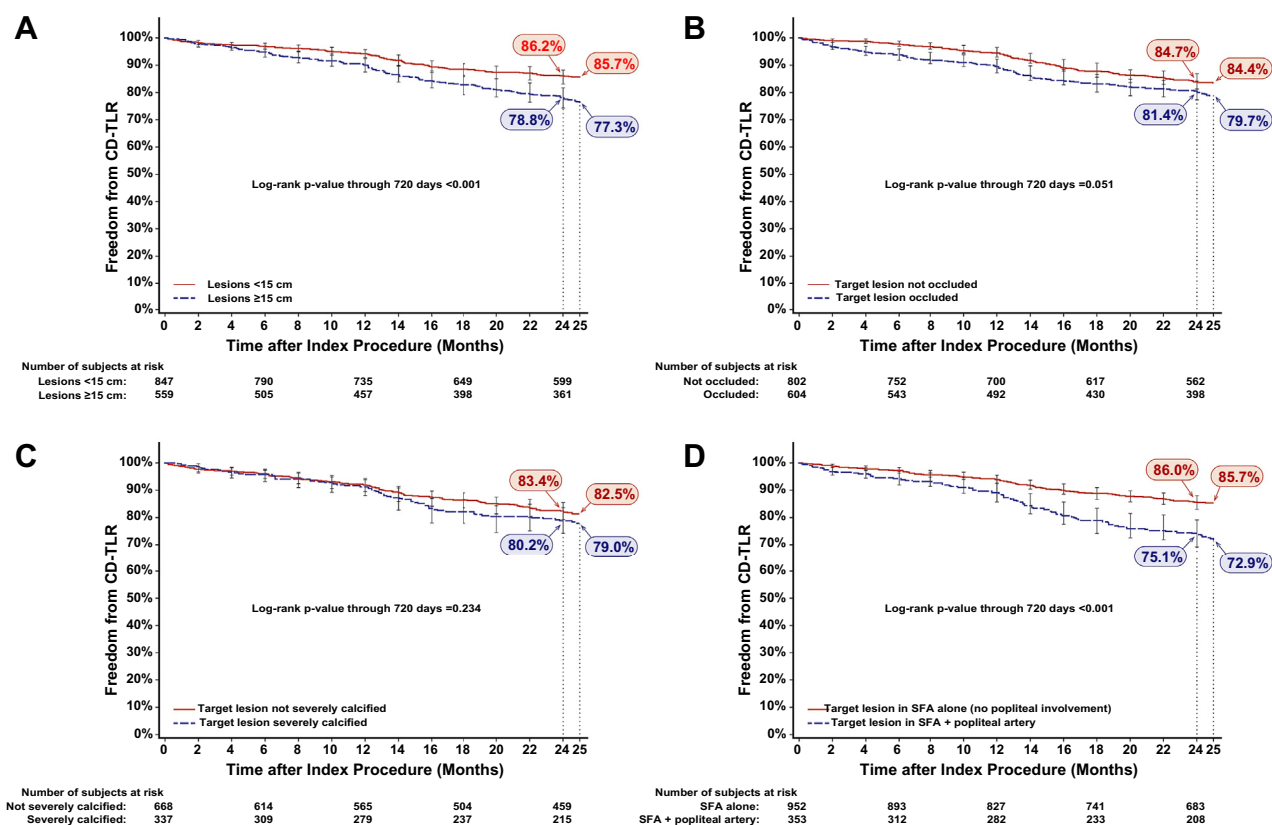 A
Freedom from CD-TLR
100%
90%
80%
70%
60%
50%
40%
30%
20%
10%
0%
86.2%
85.7%
78.8%
77.3%
Log-rank p-value through 720 days <0.001
Lesions <15 cm
Lesions ≥15 cm
0 2 4 6 8 10 12 14 16 18 20 22 24 25
Time after Index Procedure (Months)
Number of subjects at risk
Lesions <15 cm: 847 790 735 649 599
Lesions ≥15 cm: 559 505 457 398 361
B
Freedom from CD-TLR
100%
90%
80%
70%
60%
50%
40%
30%
20%
10%
0%
84.7%
84.4%
81.4%
79.7%
Log-rank p-value through 720 days =0.051
Target lesion not occluded
Target lesion occluded
0 2 4 6 8 10 12 14 16 18 20 22 24 25
Time after Index Procedure (Months)
Number of subjects at risk
Not occluded: 802 752 700 617 562
Occluded: 604 543 492 430 398
C
Freedom from CD-TLR
100%
90%
80%
70%
60%
50%
40%
30%
20%
10%
0%
83.4%
82.5%
80.2%
79.0%
Log-rank p-value through 720 days =0.234
Target lesion not severely calcified
Target lesion severely calcified
0 2 4 6 8 10 12 14 16 18 20 22 24 25
Time after Index Procedure (Months)
Number of subjects at risk
Not severely calcified: 668 614 565 504 459
Severely calcified: 337 309 279 237 215
D
Freedom from CD-TLR
100%
90%
80%
70%
60%
50%
40%
30%
20%
10%
0%
86.0%
85.7%
75.1%
72.9%
Log-rank p-value through 720 days <0.001
Target lesion in SFA alone (no popliteal involvement)
Target lesion in SFA + popliteal artery
0 2 4 6 8 10 12 14 16 18 20 22 24 25
Time after Index Procedure (Months)
Number of subjects at risk
SFA alone: 952 893 827 741 683
SFA + popliteal artery: 353 312 282 233 208